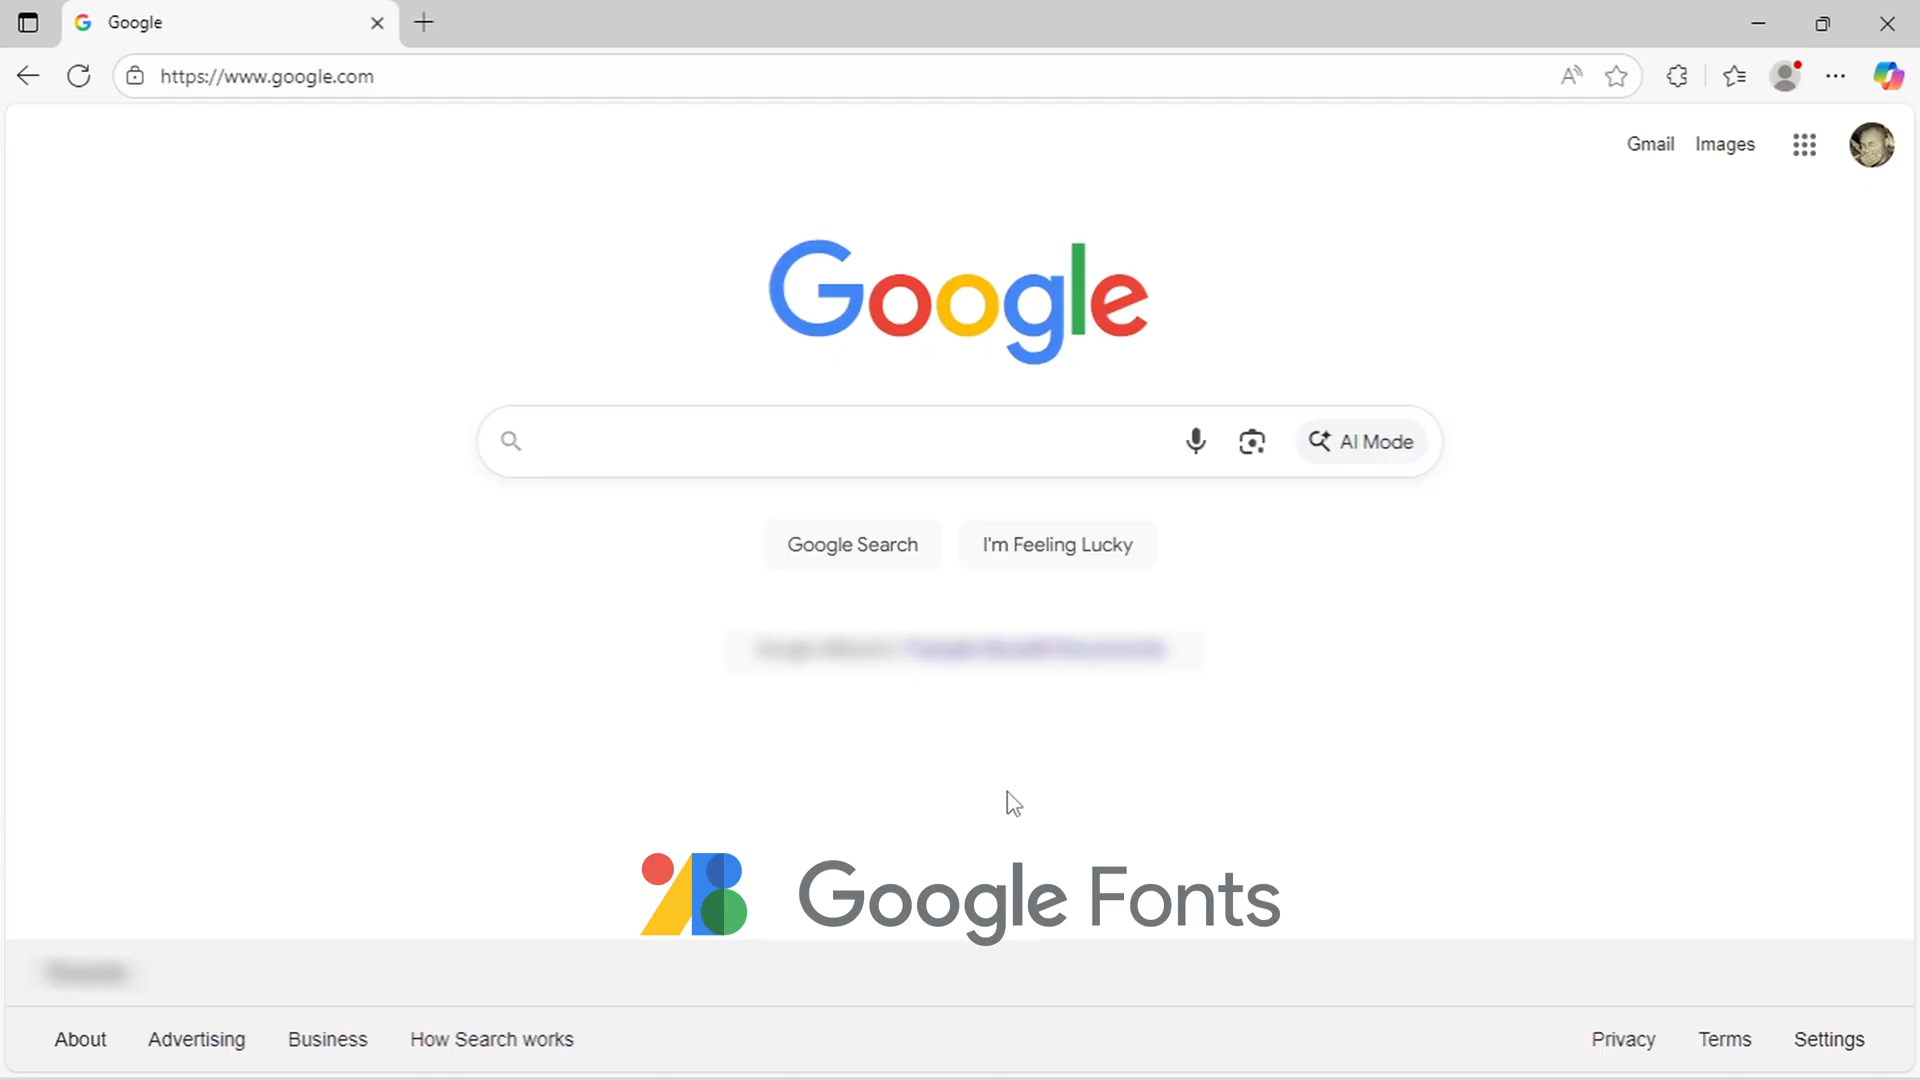 Google
https://www.google.com
Gmail Images
Google
AI Mode
Google Search I'm Feeling Lucky
Google Fonts
About Advertising Business How Search works Privacy Terms Settings